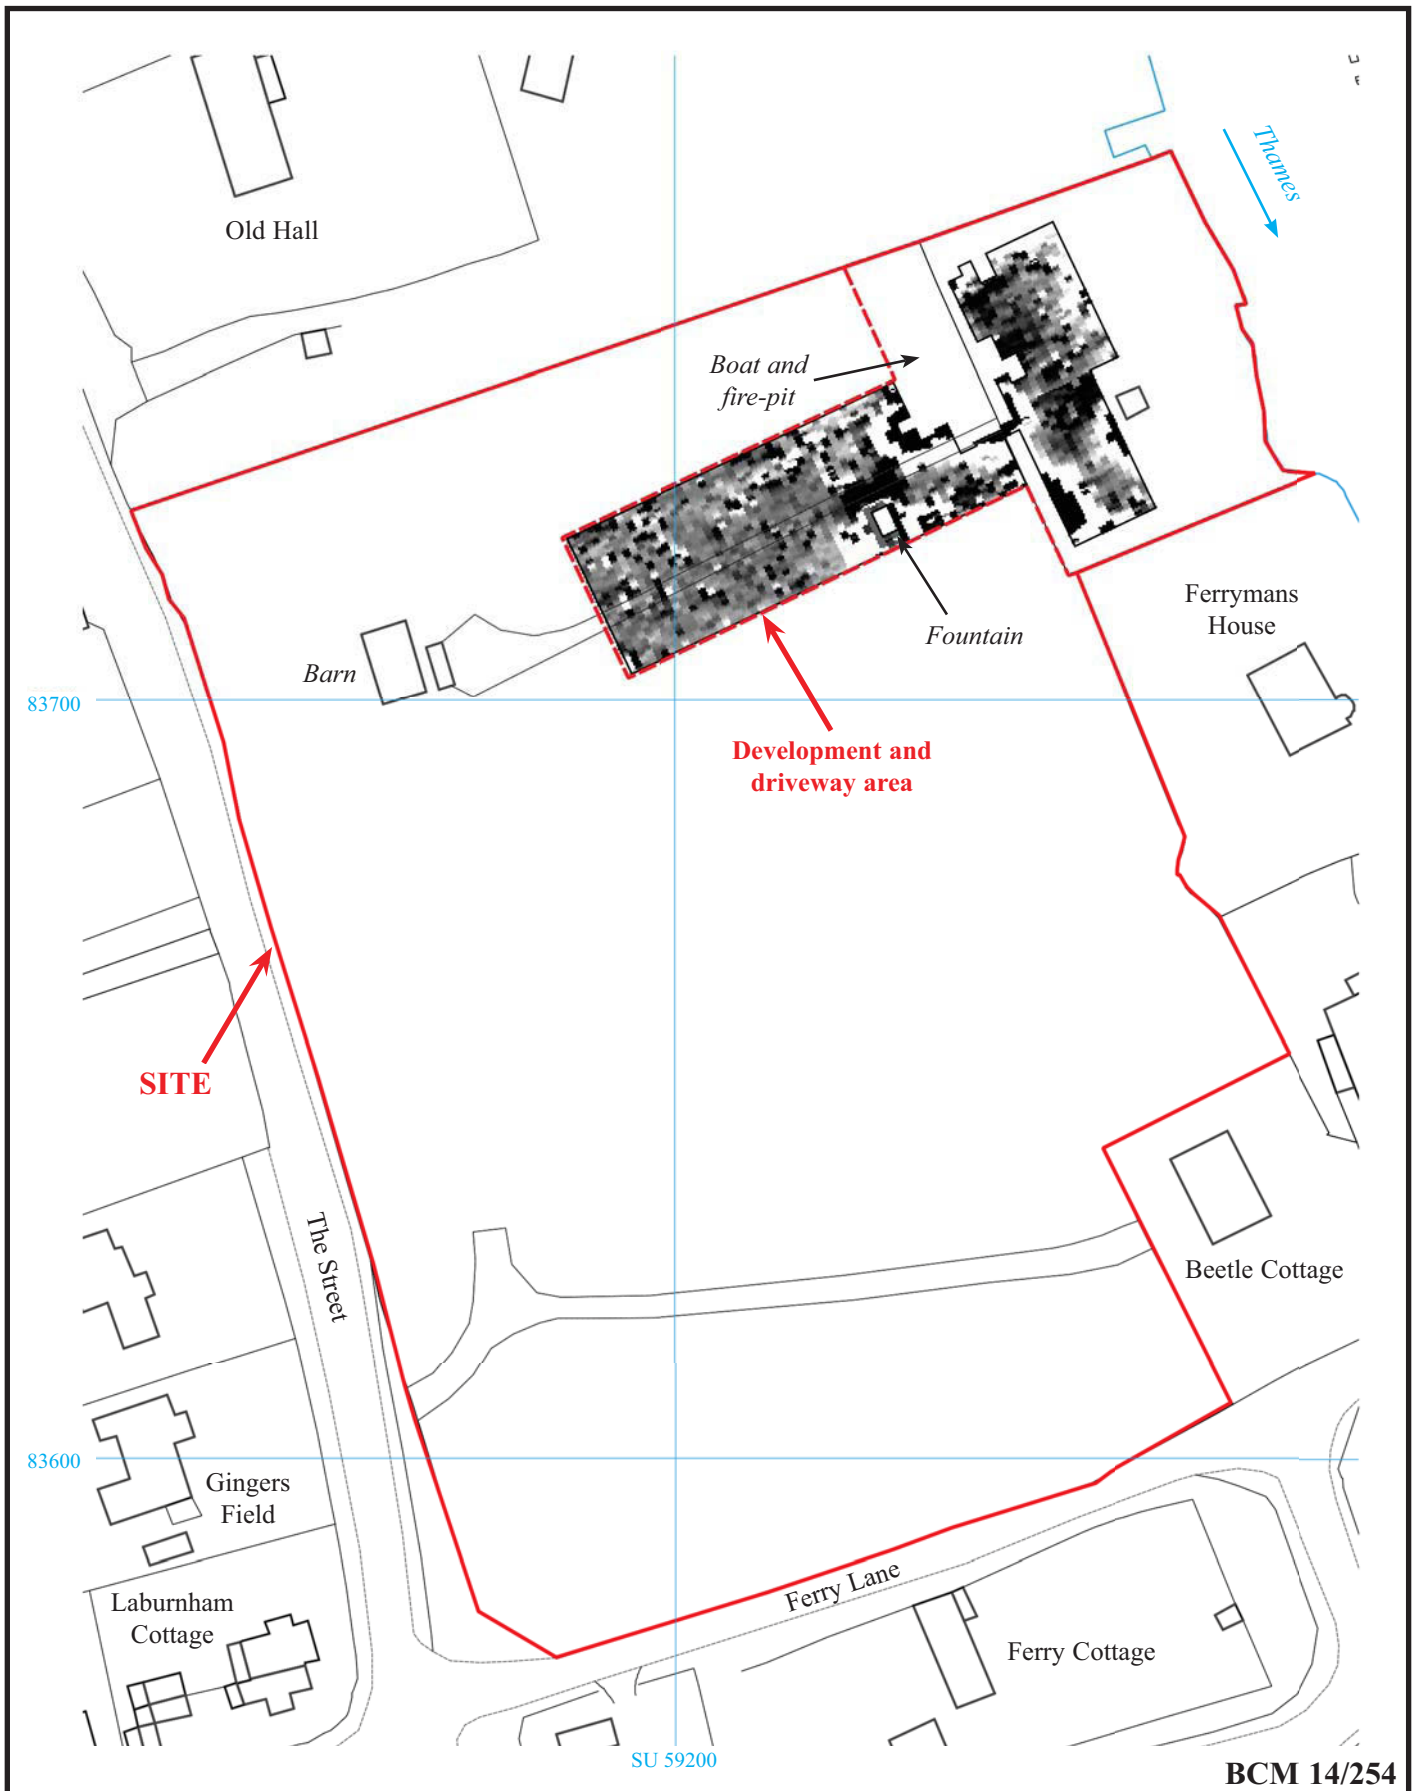 Thames
Old Hall
Boat and
fire-pit
Ferrymans
House
Fountain
Barn
83700
Development and
driveway area
SITE
The Street
Beetle Cottage
83600
Gingers
Field
Ferry Lane
Laburnham
Cottage
Ferry Cottage
SU 59200
BCM 14/254